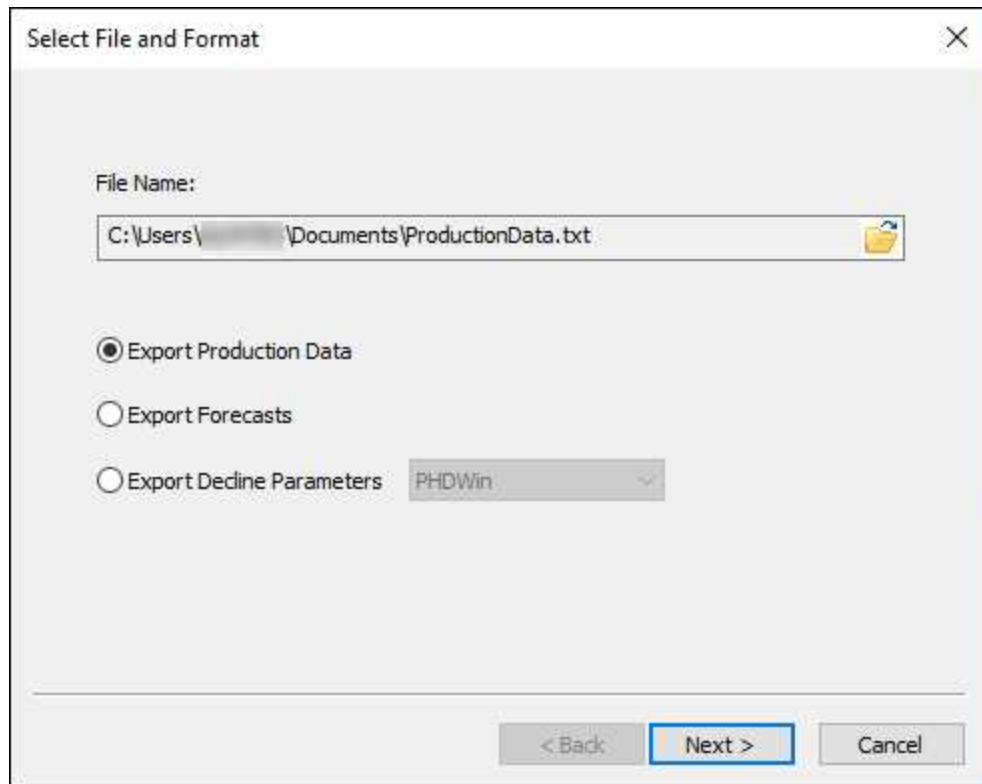 Select File and Format
File Name:
C:\Users\ \Documents\ProductionData.txt
Export Production Data
Export Forecasts
Export Decline Parameters PHDWin
< Back Next > Cancel